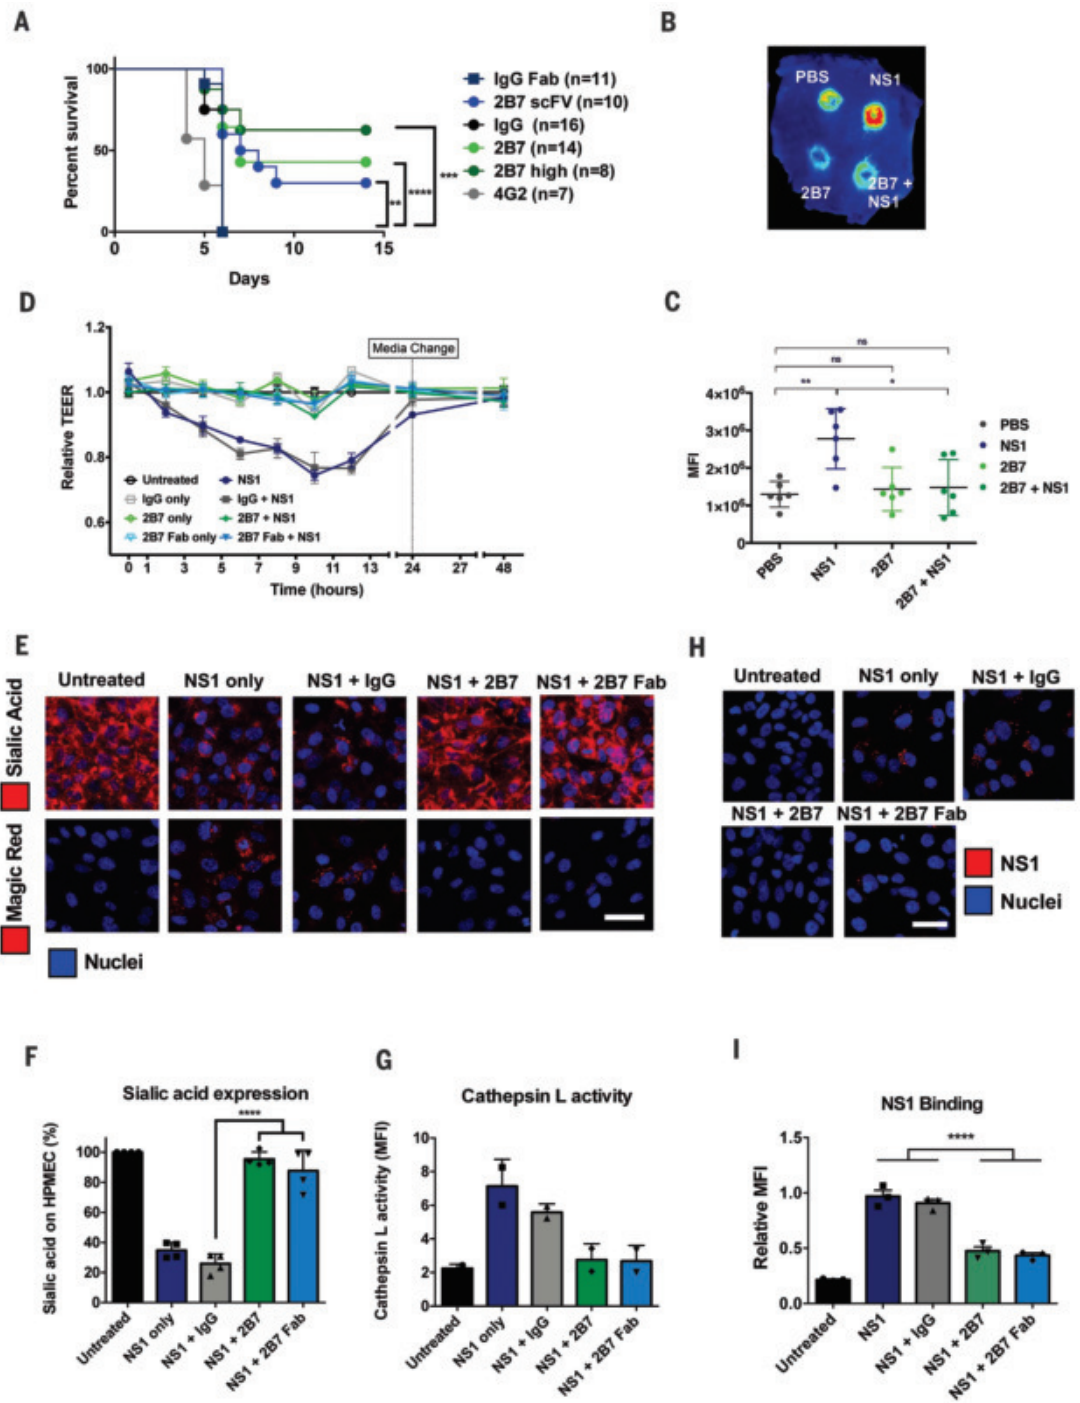 A
Percent survival
100
50
0
0 5 10 15
Days
IgG Fab (n=11)
2B7 scFV (n=10)
IgG (n=16)
2B7 (n=14)
2B7 high (n=8)
4G2 (n=7)
**
****
***
B
PBS
NS1
2B7
2B7 +
NS1
D
Relative TEER
1.2
1.0
0.8
0.6
Media Change
Untreated
IgG only
2B7 only
2B7 Fab only
NS1
IgG + NS1
2B7 + NS1
2B7 Fab + NS1
0 1 3 5 7 9 11 13 24 27 48
Time (hours)
C
ns
ns
**
*
MFI
4×10⁶
3×10⁶
2×10⁶
1×10⁶
0
PBS
NS1
2B7
2B7 + NS1
PBS
NS1
2B7
2B7 + NS1
E
Untreated
NS1 only
NS1 + IgG
NS1 + 2B7
NS1 + 2B7 Fab
Sialic Acid
Magic Red
Nuclei
H
Untreated
NS1 only
NS1 + IgG
NS1 + 2B7
NS1 + 2B7 Fab
NS1
Nuclei
F
Sialic acid expression
****
Sialic acid on HPMEC (%)
100
80
60
40
20
0
Untreated
NS1 only
NS1 + IgG
NS1 + 2B7
NS1 + 2B7 Fab
G
Cathepsin L activity
Cathepsin L activity (MFI)
10
8
6
4
2
0
Untreated
NS1 only
NS1 + IgG
NS1 + 2B7
NS1 + 2B7 Fab
I
NS1 Binding
****
Relative MFI
1.5
1.0
0.5
0.0
Untreated
NS1
NS1 + IgG
NS1 + 2B7
NS1 + 2B7 Fab